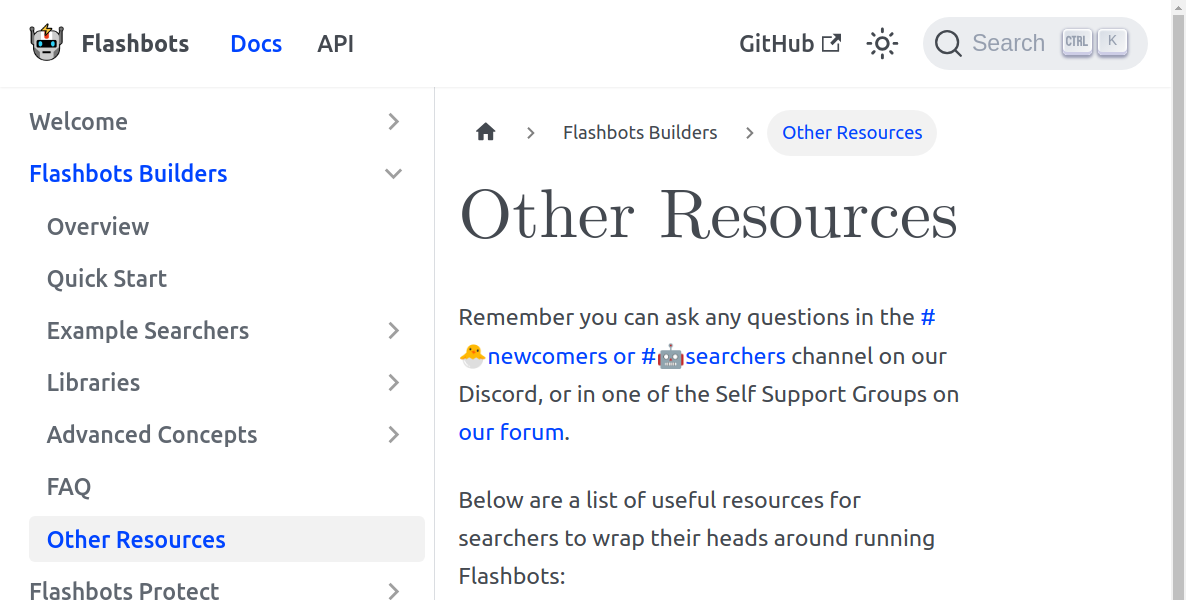 Flashbots
Docs
API
GitHub
Search
CTRL
K
Welcome
Flashbots Builders
Overview
Quick Start
Example Searchers
Libraries
Advanced Concepts
FAQ
Other Resources
Flashbots Protect
Flashbots Builders
Other Resources
Other Resources
Remember you can ask any questions in the #
🐣newcomers or #🤖searchers channel on our
Discord, or in one of the Self Support Groups on
our forum.
Below are a list of useful resources for
searchers to wrap their heads around running
Flashbots: